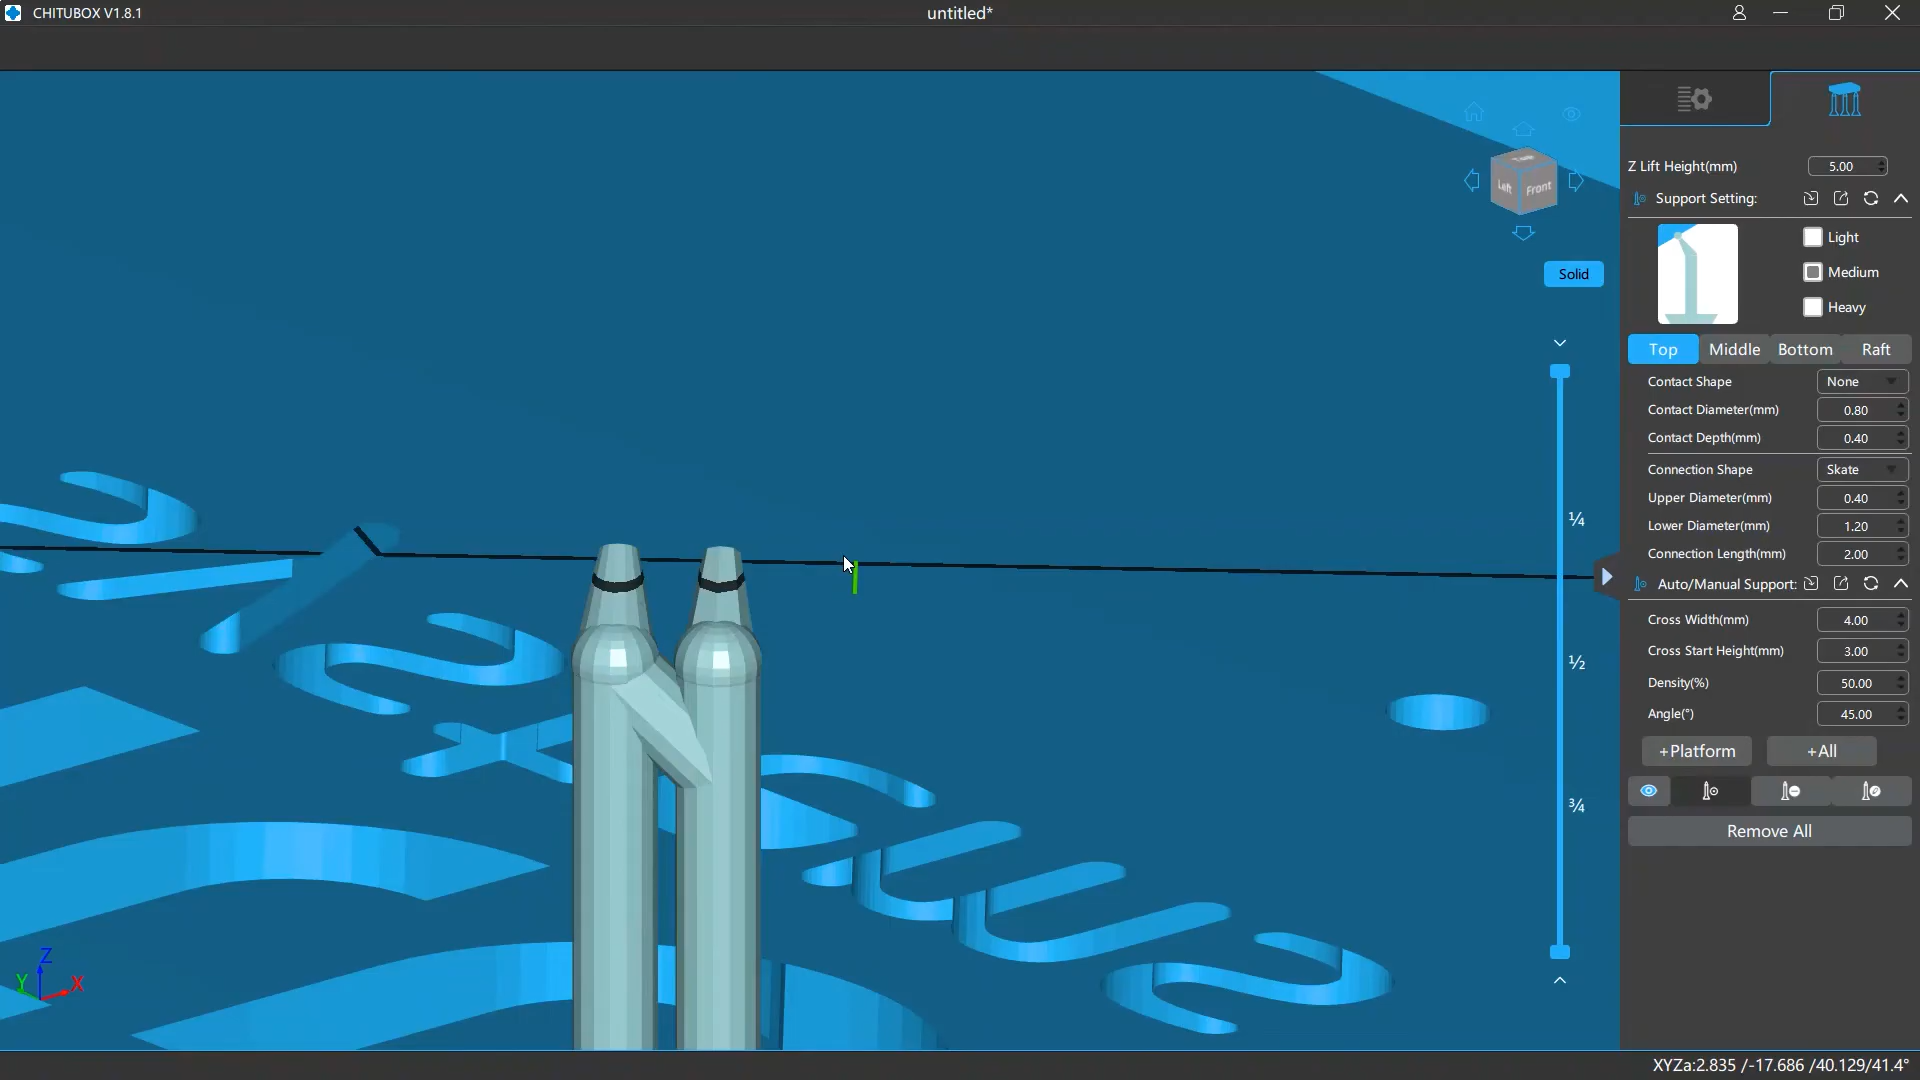 CHITUBOX V1.8.1
untitled*
Z Lift Height(mm)
5.00
Support Setting:
Light
Medium
Heavy
Top
Left
Front
Solid
Top
Middle
Bottom
Raft
Contact Shape
None
Contact Diameter(mm)
0.80
Contact Depth(mm)
0.40
Connection Shape
Skate
Upper Diameter(mm)
0.40
Lower Diameter(mm)
1.20
Connection Length(mm)
2.00
¼
½
¾
Auto/Manual Support:
Cross Width(mm)
4.00
Cross Start Height(mm)
3.00
Density(%)
50.00
Angle(°)
45.00
+Platform
+All
Remove All
Z
Y
X
XYZa:2.835 /-17.686 /40.129/41.4°